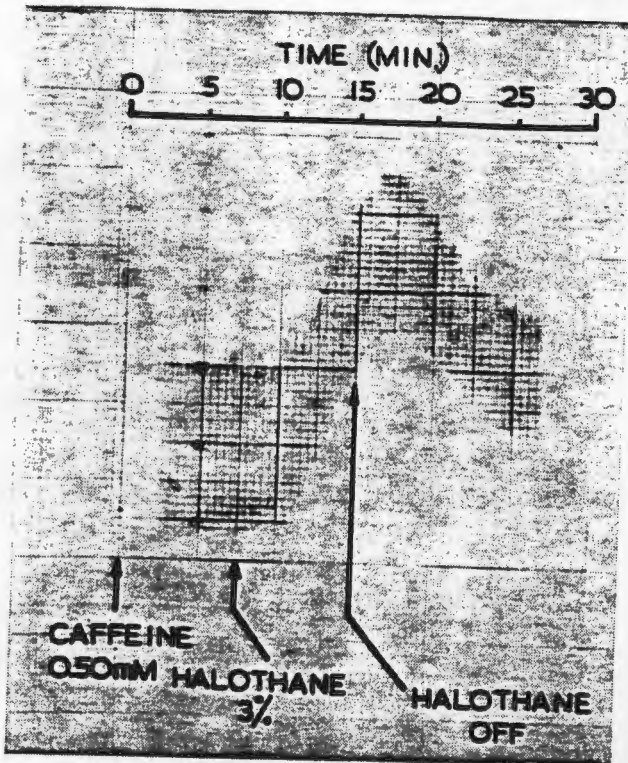 TIME (MIN.)
0 5 10 15 20 25 30
CAFFEINE
0.50mM HALOTHANE
3%
HALOTHANE
OFF